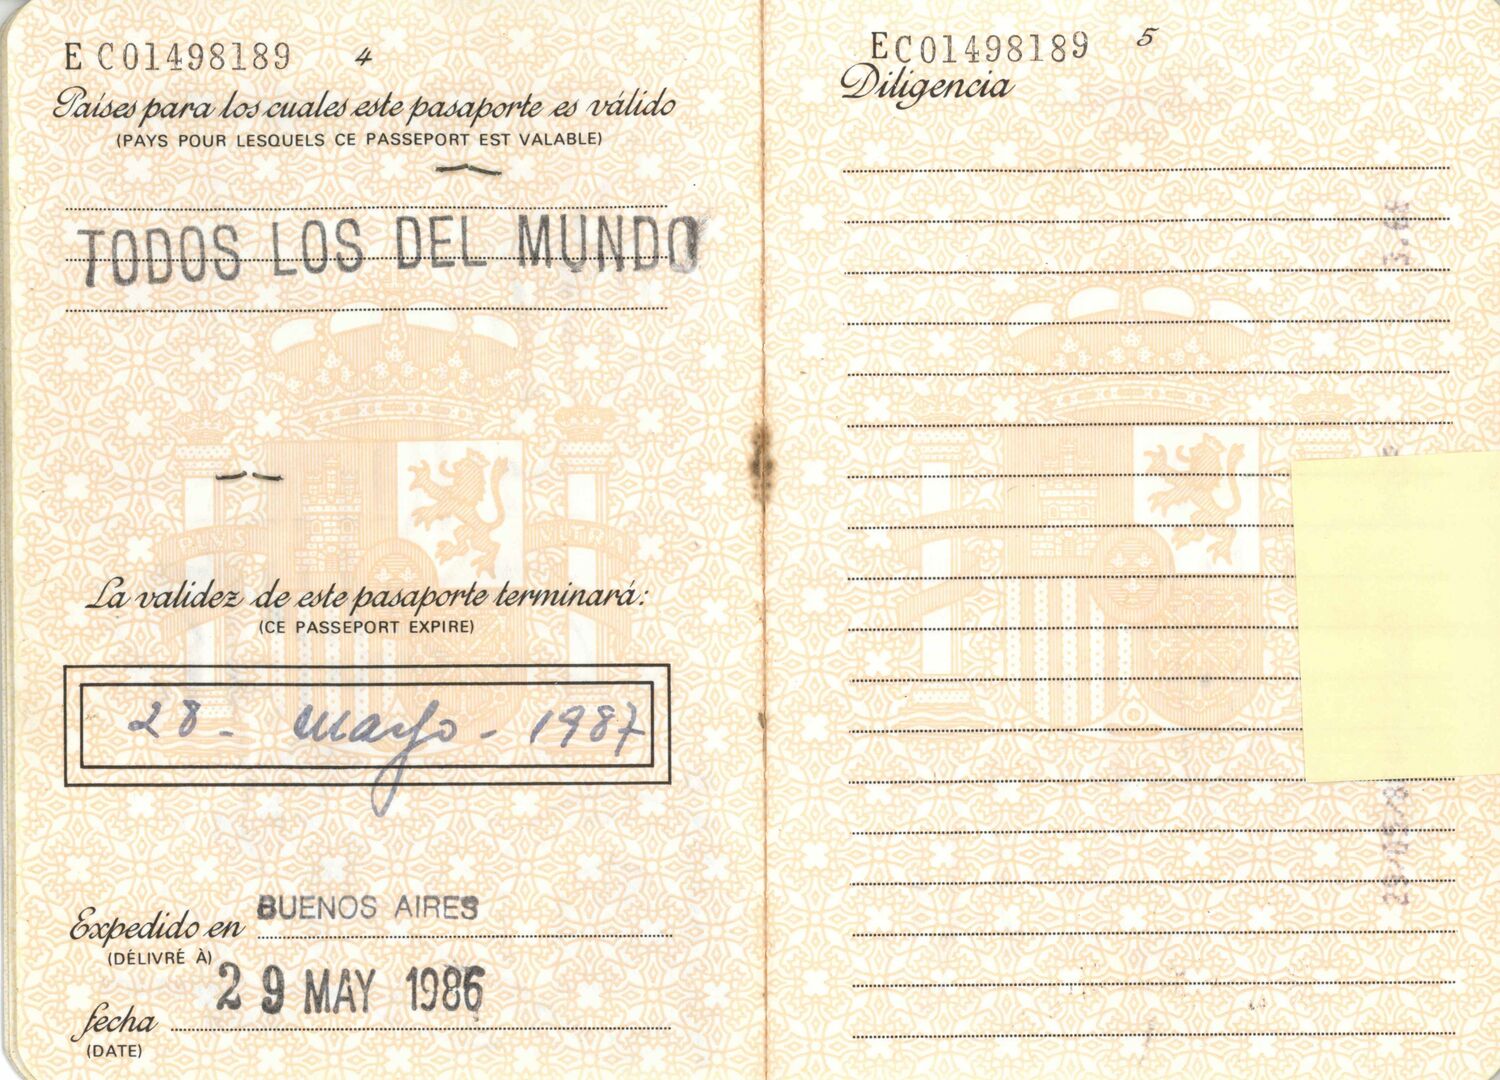 E C01498189 4
Países para los cuales este pasaporte es válido
(PAYS POUR LESQUELS CE PASSEPORT EST VALABLE)
TODOS LOS DEL MUNDO
PLVS VLTRA
La validez de este pasaporte terminará:
(CE PASSEPORT EXPIRE)
28 - mayo - 1987
Expedido en BUENOS AIRES
(DÉLIVRÉ À)
fecha 29 MAY 1986
(DATE)
EC01498189 5
Diligencia